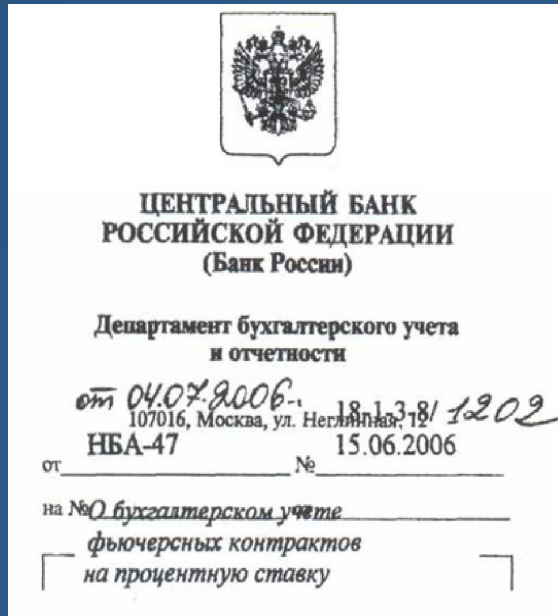 ЦЕНТРАЛЬНЫЙ БАНК
РОССИЙСКОЙ ФЕДЕРАЦИИ
(Банк России)
Департамент бухгалтерского учета
и отчетности
от 04.07.2006. 18-1-3-8/ 1202
107016, Москва, ул. Неглинная, 12
НБА-47 15.06.2006
от №
на № О бухгалтерском учете
фьючерсных контрактов
на процентную ставку